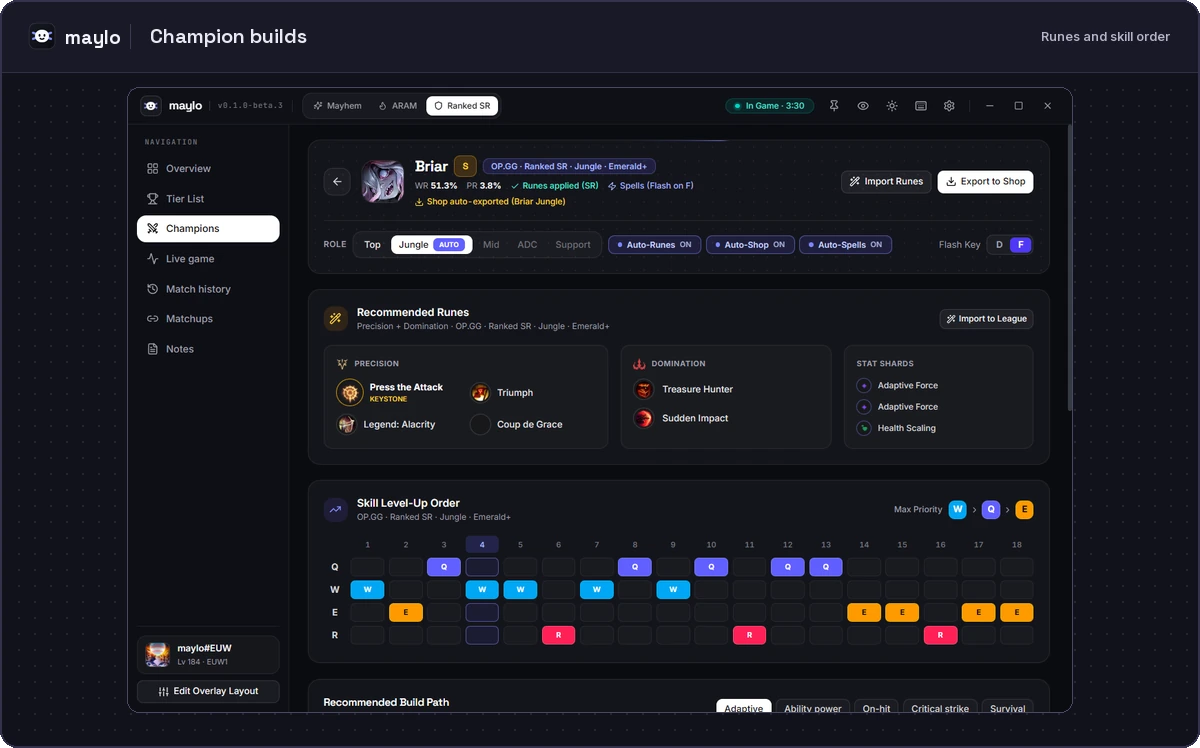 maylo
Champion builds
Runes and skill order
maylo
v0.1.0-beta.3
Mayhem
ARAM
Ranked SR
In Game · 3:30
NAVIGATION
Overview
Tier List
Champions
Live game
Match history
Matchups
Notes
maylo#EUW
Lv 184 · EUW1
Edit Overlay Layout
Briar S OP.GG · Ranked SR · Jungle · Emerald+
WR 51.3% PR 3.8% Runes applied (SR) Spells (Flash on F)
Shop auto-exported (Briar Jungle)
Import Runes
Export to Shop
ROLE Top Jungle AUTO Mid ADC Support Auto-Runes ON Auto-Shop ON Auto-Spells ON Flash Key D F
Recommended Runes
Precision + Domination · OP.GG · Ranked SR · Jungle · Emerald+
Import to League
PRECISION
Press the Attack
KEYSTONE
Triumph
Legend: Alacrity
Coup de Grace
DOMINATION
Treasure Hunter
Sudden Impact
STAT SHARDS
Adaptive Force
Adaptive Force
Health Scaling
Skill Level-Up Order
OP.GG · Ranked SR · Jungle · Emerald+
Max Priority W › Q › E
1 2 3 4 5 6 7 8 9 10 11 12 13 14 15 16 17 18
Q Q Q Q Q Q
W W W W W W
E E E E E E
R R R R
Recommended Build Path
Adaptive Ability power On-hit Critical strike Survival